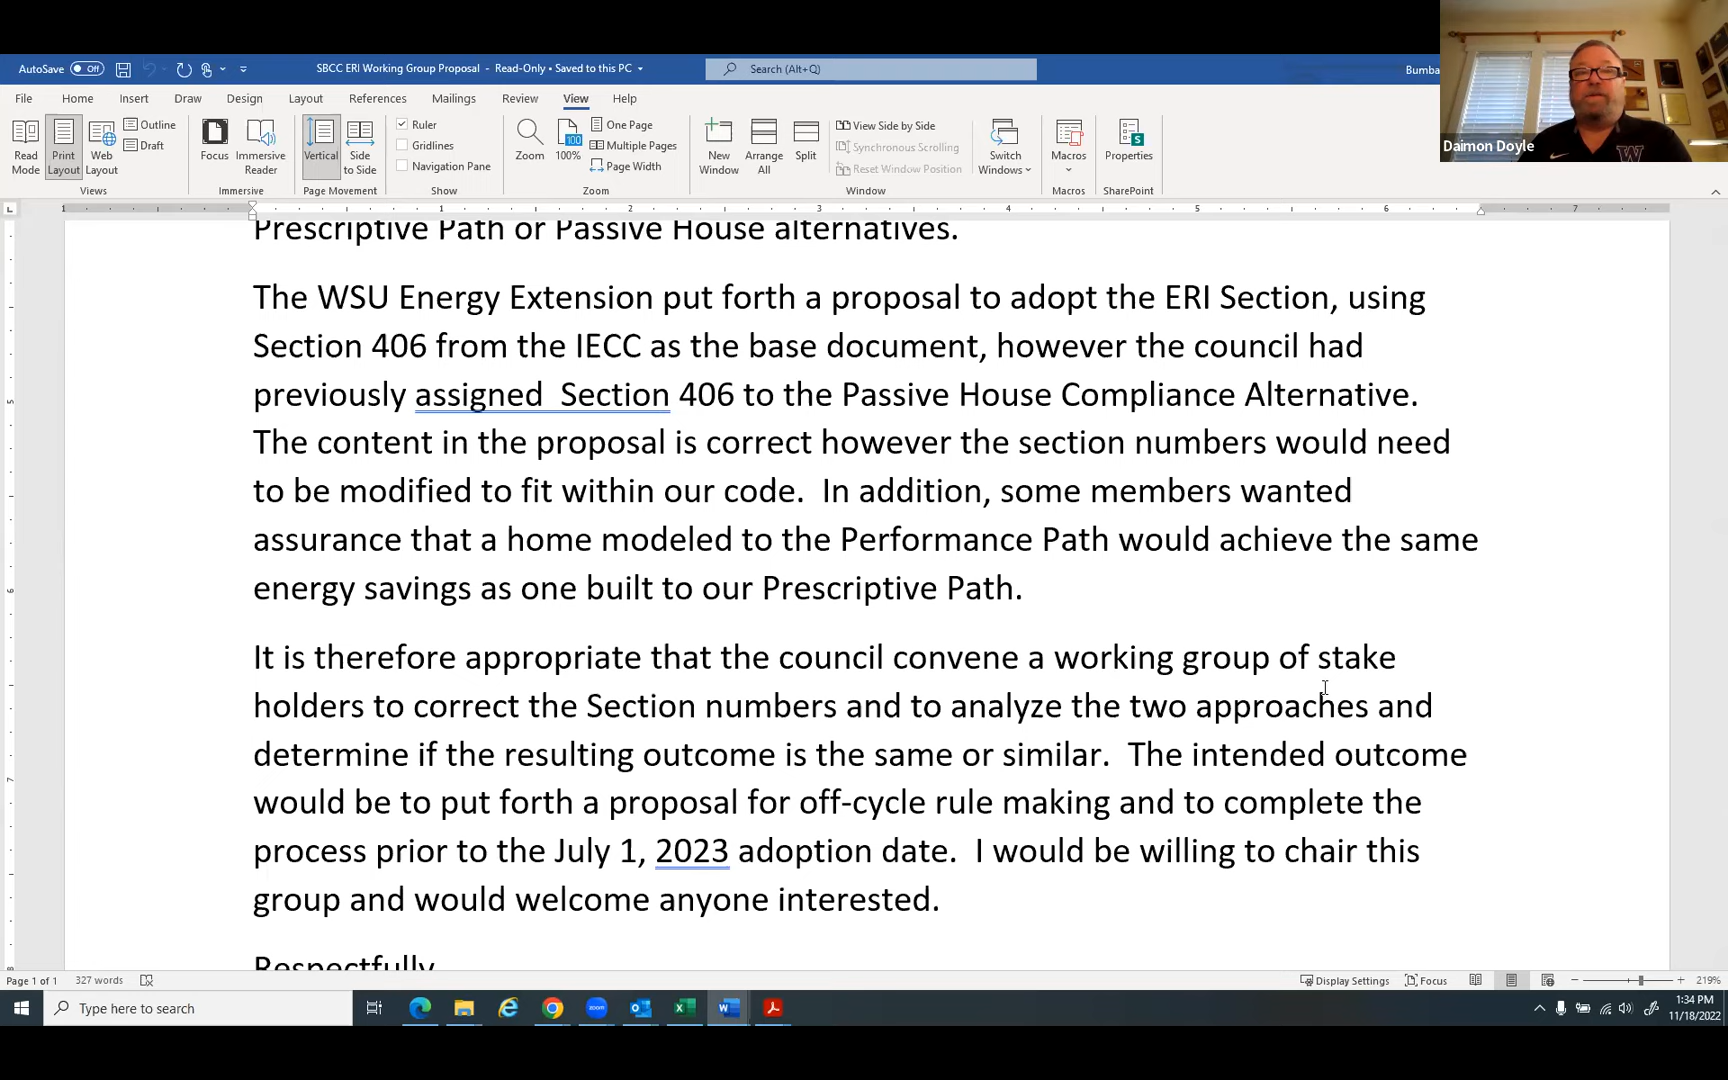 AutoSave Off
SBCC ERI Working Group Proposal - Read-Only • Saved to this PC
Search (Alt+Q)
Bumba
Daimon Doyle
File Home Insert Draw Design Layout References Mailings Review View Help
Read Mode
Print Layout
Web Layout
Outline
Draft
Views
Focus
Immersive Reader
Immersive
Vertical
Side to Side
Page Movement
Ruler
Gridlines
Navigation Pane
Show
Zoom
100
100%
One Page
Multiple Pages
Page Width
Zoom
New Window
Arrange All
Split
View Side by Side
Synchronous Scrolling
Reset Window Position
Switch Windows
Window
Macros
Macros
Properties
SharePoint
1 1 2 3 4 5 6 7
Prescriptive Path or Passive House alternatives.
The WSU Energy Extension put forth a proposal to adopt the ERI Section, using
Section 406 from the IECC as the base document, however the council had
previously assigned  Section 406 to the Passive House Compliance Alternative.
The content in the proposal is correct however the section numbers would need
to be modified to fit within our code.  In addition, some members wanted
assurance that a home modeled to the Performance Path would achieve the same
energy savings as one built to our Prescriptive Path.
It is therefore appropriate that the council convene a working group of stake
holders to correct the Section numbers and to analyze the two approaches and
determine if the resulting outcome is the same or similar.  The intended outcome
would be to put forth a proposal for off-cycle rule making and to complete the
process prior to the July 1, 2023 adoption date.  I would be willing to chair this
group and would welcome anyone interested.
Respectfully
Page 1 of 1 327 words
Display Settings Focus 219%
Type here to search
1:34 PM
11/18/2022